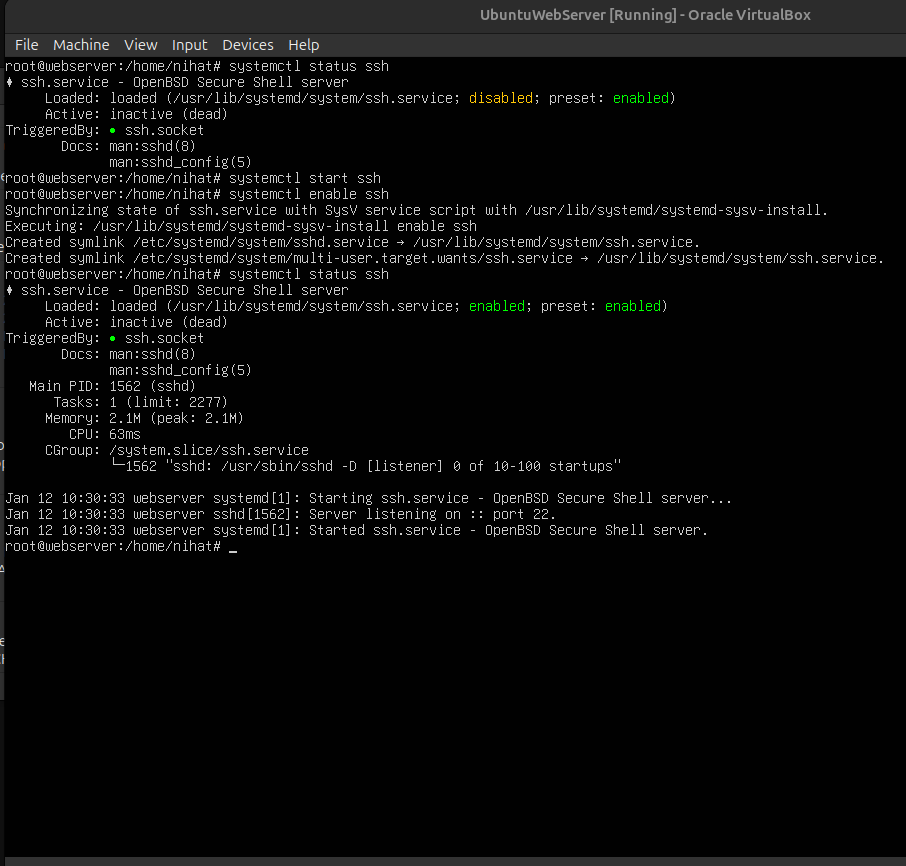 UbuntuWebServer [Running] - Oracle VirtualBox
File Machine View Input Devices Help
root@webserver:/home/nihat# systemctl status ssh
♦ ssh.service - OpenBSD Secure Shell server
Loaded: loaded (/usr/lib/systemd/system/ssh.service; disabled; preset: enabled)
Active: inactive (dead)
TriggeredBy: • ssh.socket
Docs: man:sshd(8)
man:sshd_config(5)
root@webserver:/home/nihat# systemctl start ssh
root@webserver:/home/nihat# systemctl enable ssh
Synchronizing state of ssh.service with SysV service script with /usr/lib/systemd/systemd-sysv-install.
Executing: /usr/lib/systemd/systemd-sysv-install enable ssh
Created symlink /etc/systemd/system/sshd.service → /usr/lib/systemd/system/ssh.service.
Created symlink /etc/systemd/system/multi-user.target.wants/ssh.service → /usr/lib/systemd/system/ssh.service.
root@webserver:/home/nihat# systemctl status ssh
♦ ssh.service - OpenBSD Secure Shell server
Loaded: loaded (/usr/lib/systemd/system/ssh.service; enabled; preset: enabled)
Active: inactive (dead)
TriggeredBy: • ssh.socket
Docs: man:sshd(8)
man:sshd_config(5)
Main PID: 1562 (sshd)
Tasks: 1 (limit: 2277)
Memory: 2.1M (peak: 2.1M)
CPU: 63ms
CGroup: /system.slice/ssh.service
└─1562 "sshd: /usr/sbin/sshd -D [listener] 0 of 10-100 startups"
Jan 12 10:30:33 webserver systemd[1]: Starting ssh.service - OpenBSD Secure Shell server...
Jan 12 10:30:33 webserver sshd[1562]: Server listening on :: port 22.
Jan 12 10:30:33 webserver systemd[1]: Started ssh.service - OpenBSD Secure Shell server.
root@webserver:/home/nihat# _